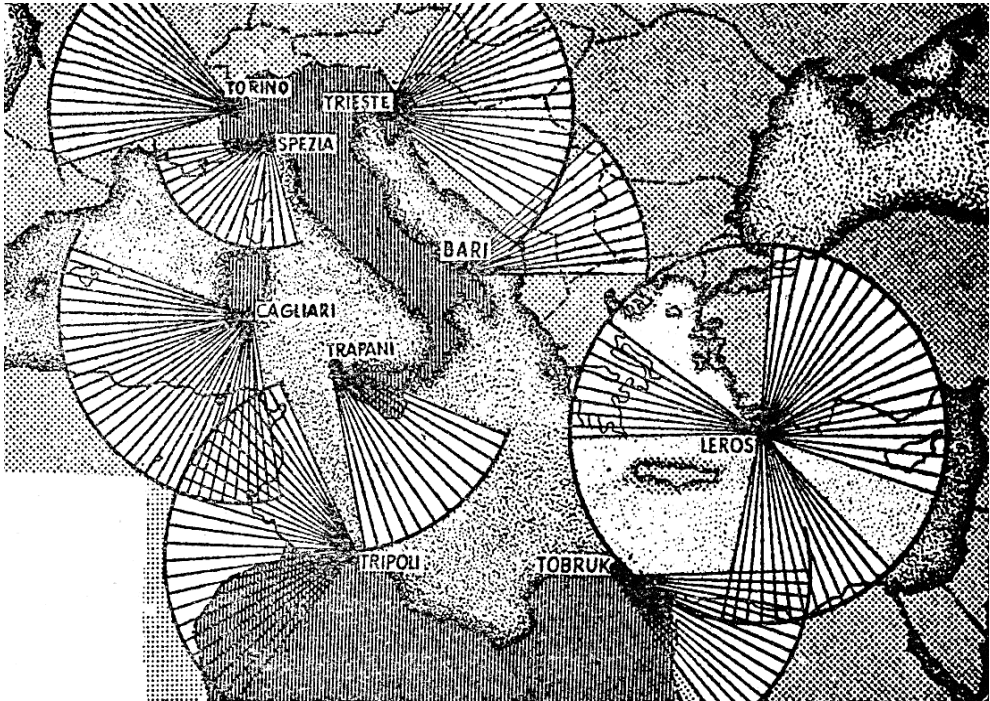 TORINO
TRIESTE
SPEZIA
BARI
CAGLIARI
TRAPANI
LEROS
TRIPOLI
TOBRUK